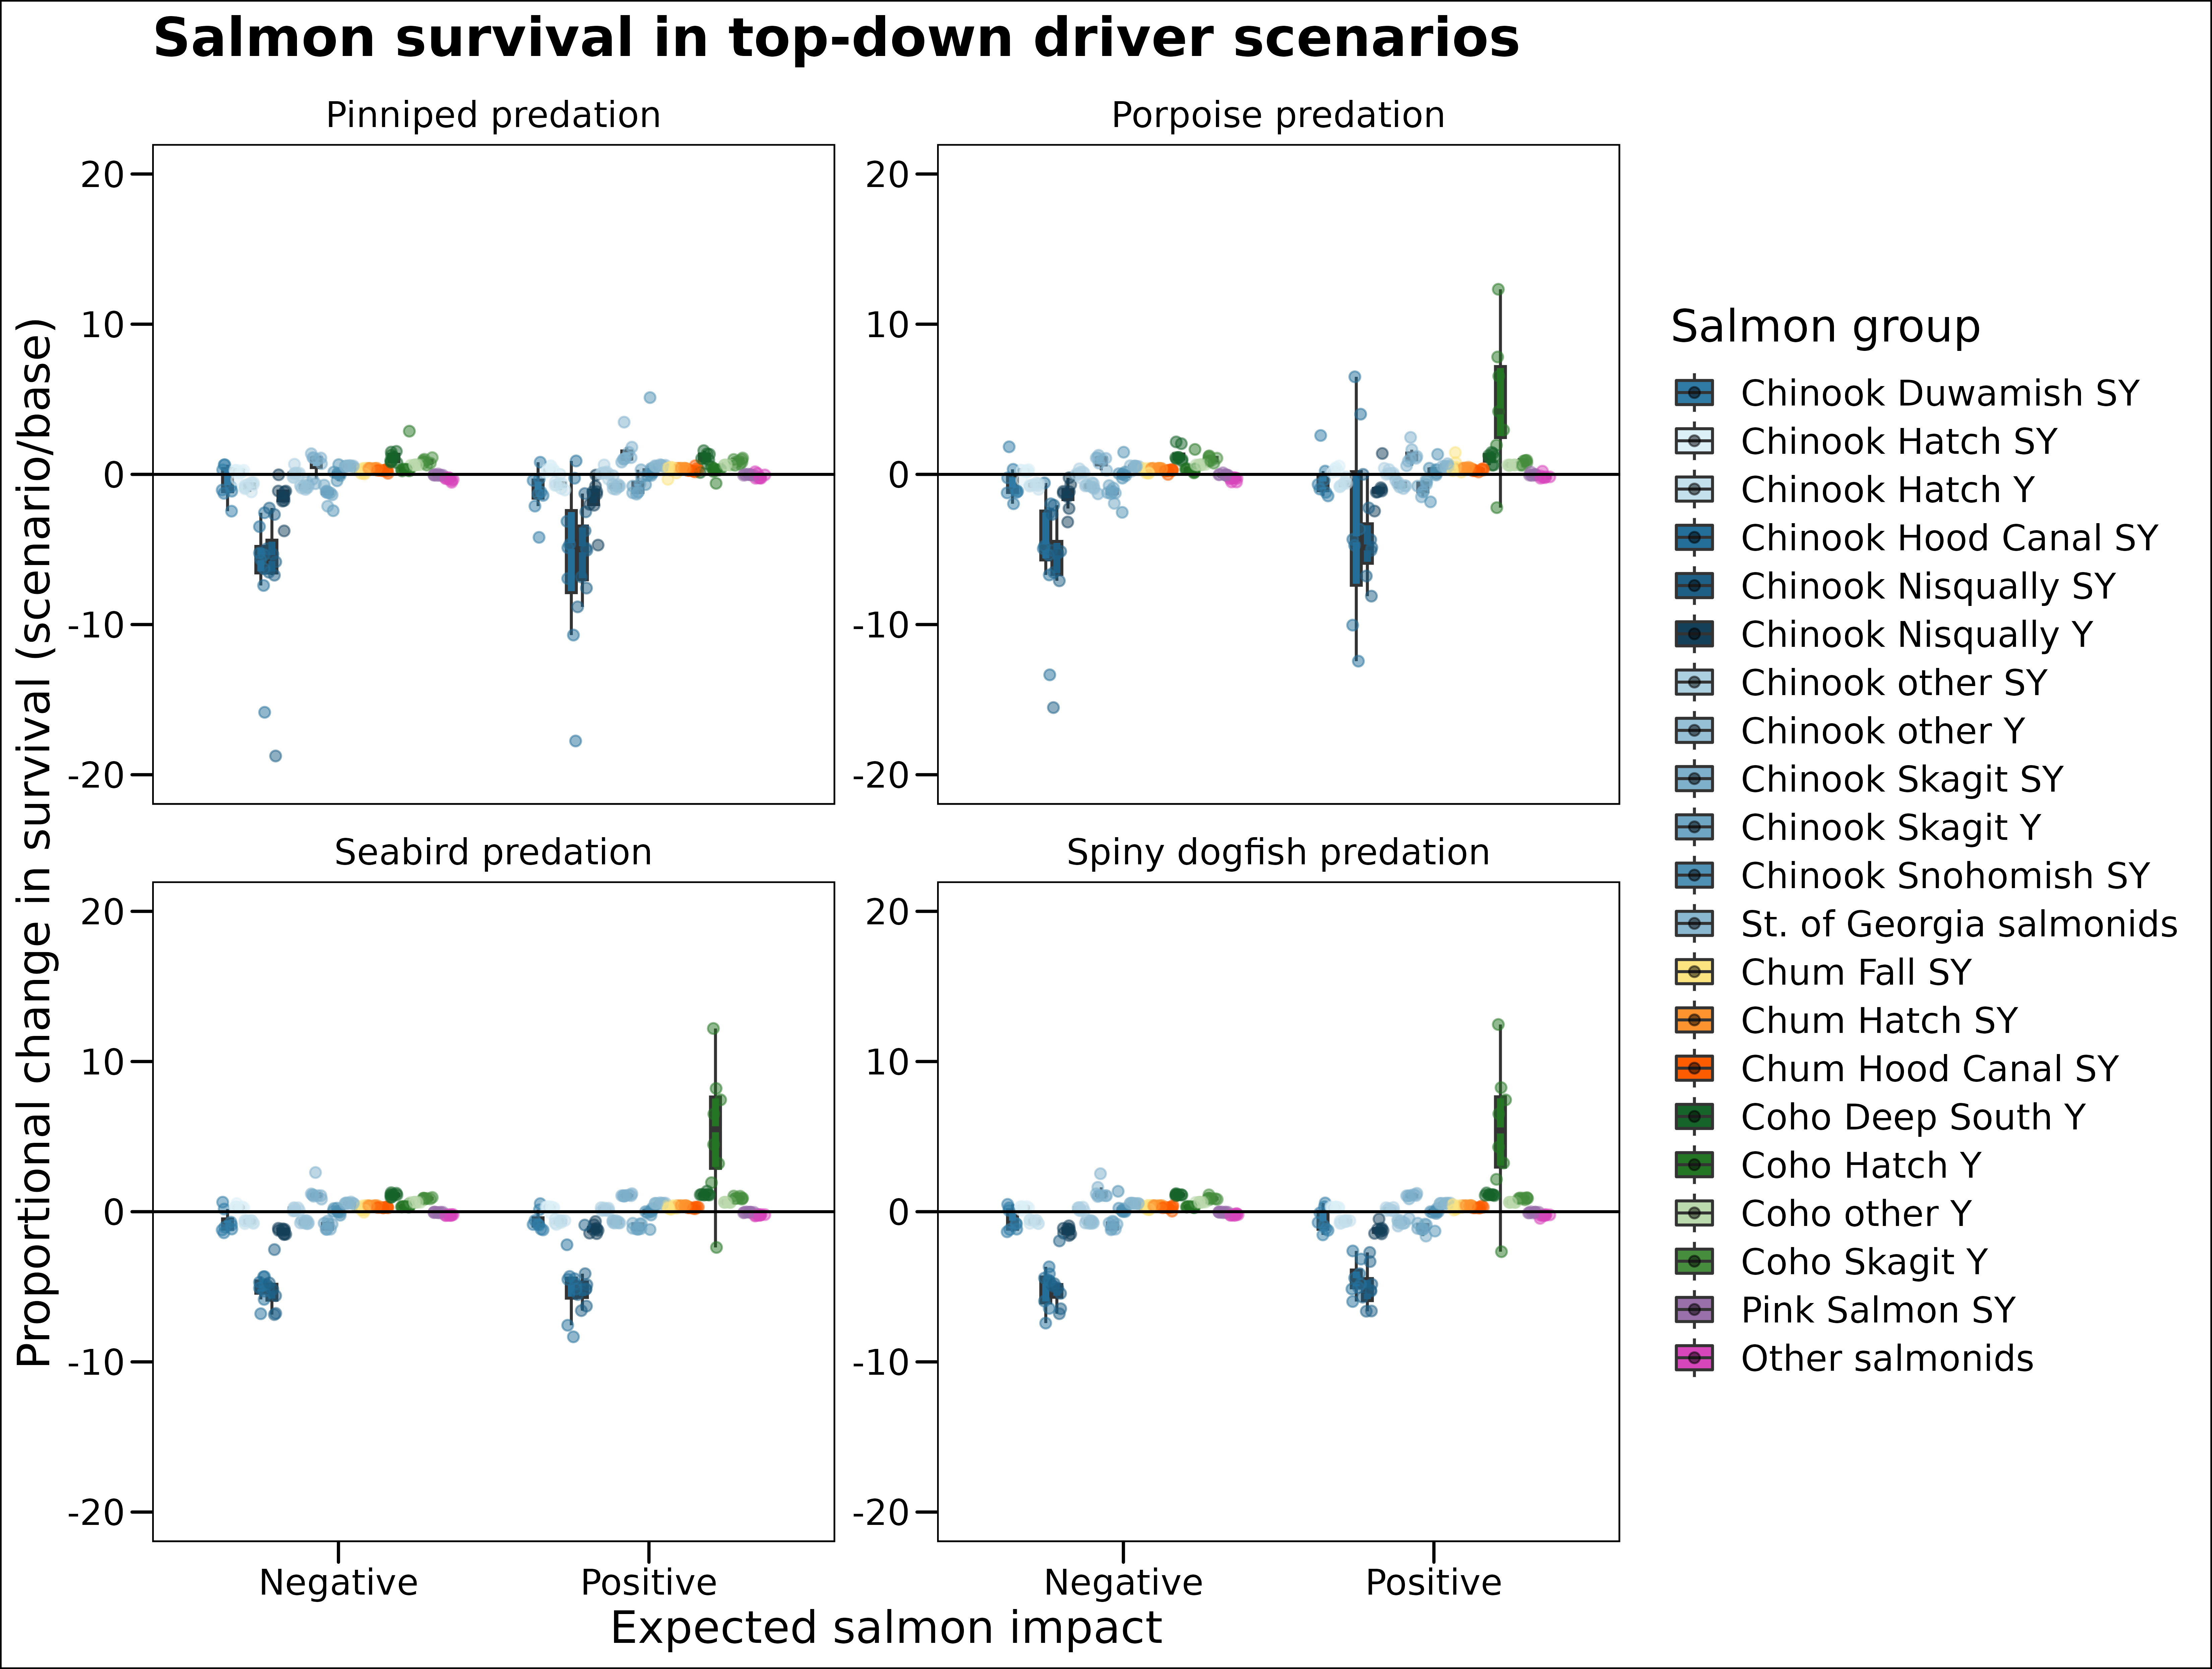 Salmon survival in top-down driver scenarios
Pinniped predation
Porpoise predation
20
10
0
-10
-20
20
10
0
-10
-20
Seabird predation
Spiny dogfish predation
20
10
0
-10
-20
20
10
0
-10
-20
Negative
Positive
Negative
Positive
Expected salmon impact
Proportional change in survival (scenario/base)
Salmon group
Chinook Duwamish SY
Chinook Hatch SY
Chinook Hatch Y
Chinook Hood Canal SY
Chinook Nisqually SY
Chinook Nisqually Y
Chinook other SY
Chinook other Y
Chinook Skagit SY
Chinook Skagit Y
Chinook Snohomish SY
St. of Georgia salmonids
Chum Fall SY
Chum Hatch SY
Chum Hood Canal SY
Coho Deep South Y
Coho Hatch Y
Coho other Y
Coho Skagit Y
Pink Salmon SY
Other salmonids